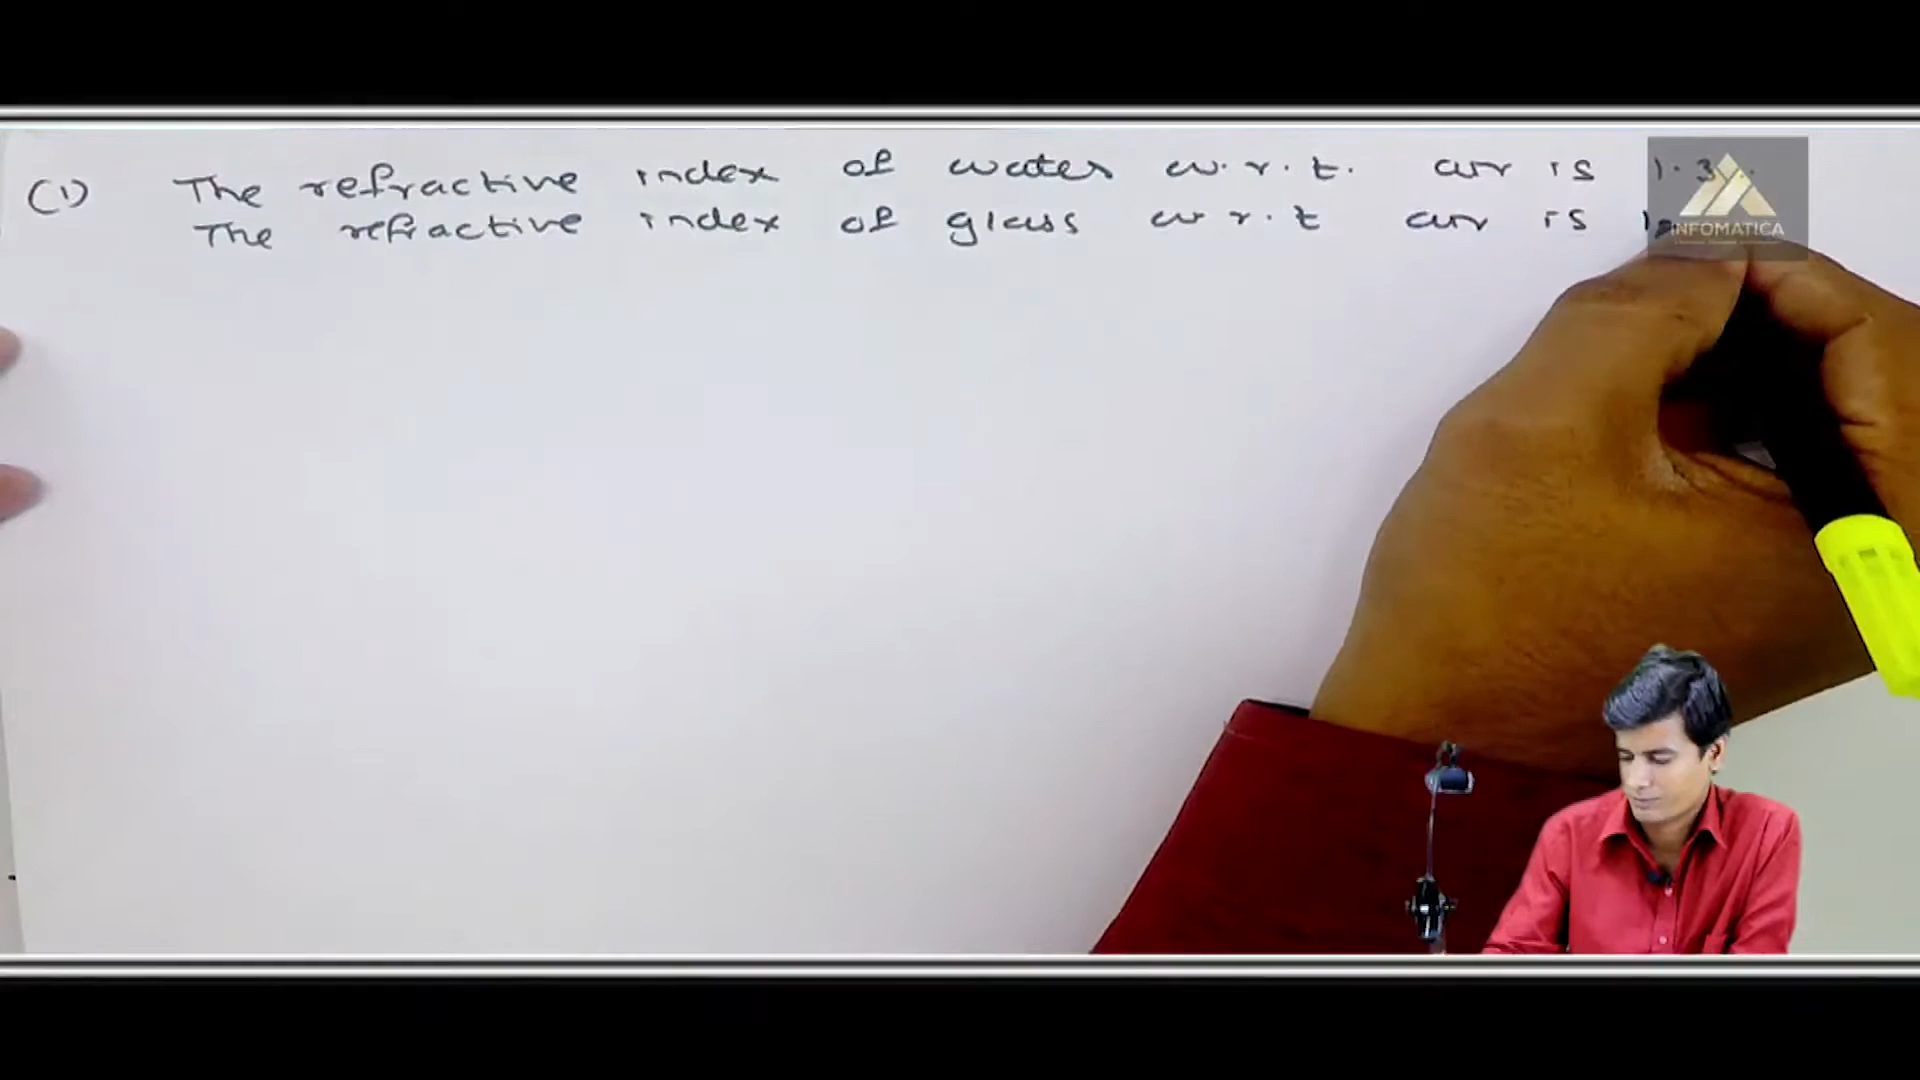 (1) The refractive index of water w.r.t. air is 1.3
The refractive index of glass w r.t air is
INFOMATICA